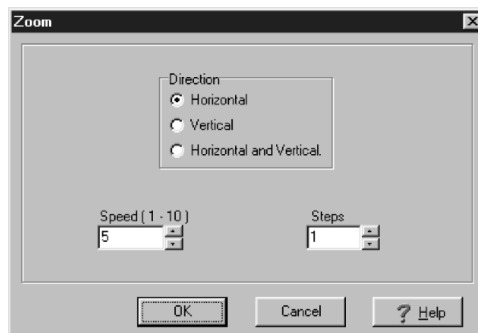 Zoom
Direction
Horizontal
Vertical
Horizontal and Vertical.
Speed ( 1 - 10 )
Steps
5
1
OK
Cancel
? Help